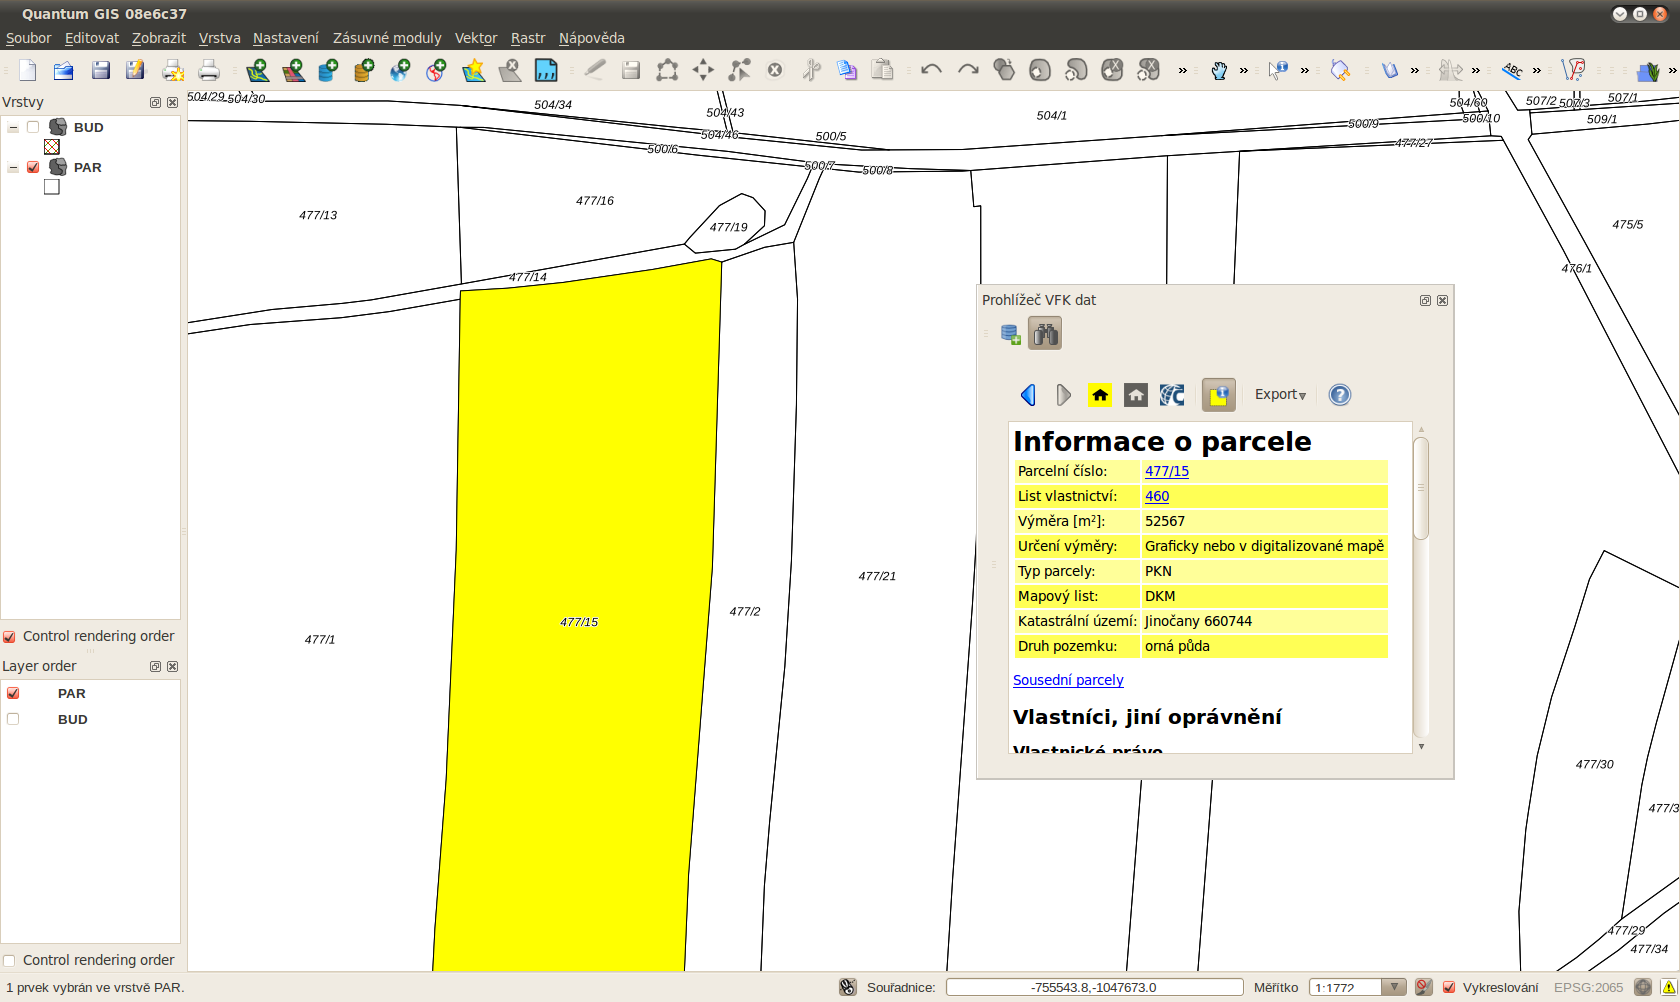 Quantum GIS 08e6c37
Soubor Editovat Zobrazit Vrstva Nastavení Zásuvné moduly Vektor Rastr Nápověda
Vrstvy
BUD
PAR
Control rendering order
Layer order
PAR
BUD
Control rendering order
504/29
504/30
504/34
504/43
504/46
500/5
504/1
500/9
504/60
500/10
507/2
507/3
507/1
509/1
477/27
500/6
500/7
500/8
477/13
477/16
477/19
477/14
475/5
476/1
477/1
477/15
477/2
477/21
477/30
477/3
477/29
477/34
Prohlížeč VFK dat
Export
Informace o parcele
Parcelní číslo: 477/15
List vlastnictví: 460
Výměra [m²]: 52567
Určení výměry: Graficky nebo v digitalizované mapě
Typ parcely: PKN
Mapový list: DKM
Katastrální území: Jinočany 660744
Druh pozemku: orná půda
Sousední parcely
Vlastníci, jiní oprávnění
Vlastnické právo
1 prvek vybrán ve vrstvě PAR.
Souřadnice: -755543.8,-1047673.0 Měřítko 1:1772 Vykreslování EPSG:2065